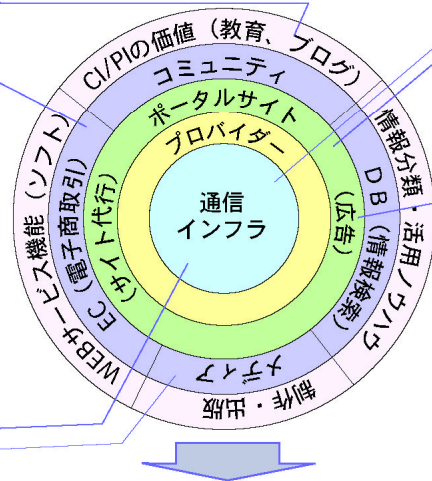 CI/PIの価値（教育、ブログ）
コミュニティ
ポータルサイト
プロバイダー
通信
インフラ
（広告）
DB（情報検索）
情報分類・活用ノウハウ
（サイト代行）
EC（電子商取引）
WEBサービス機能（ソフト）
メディア
制作・出版